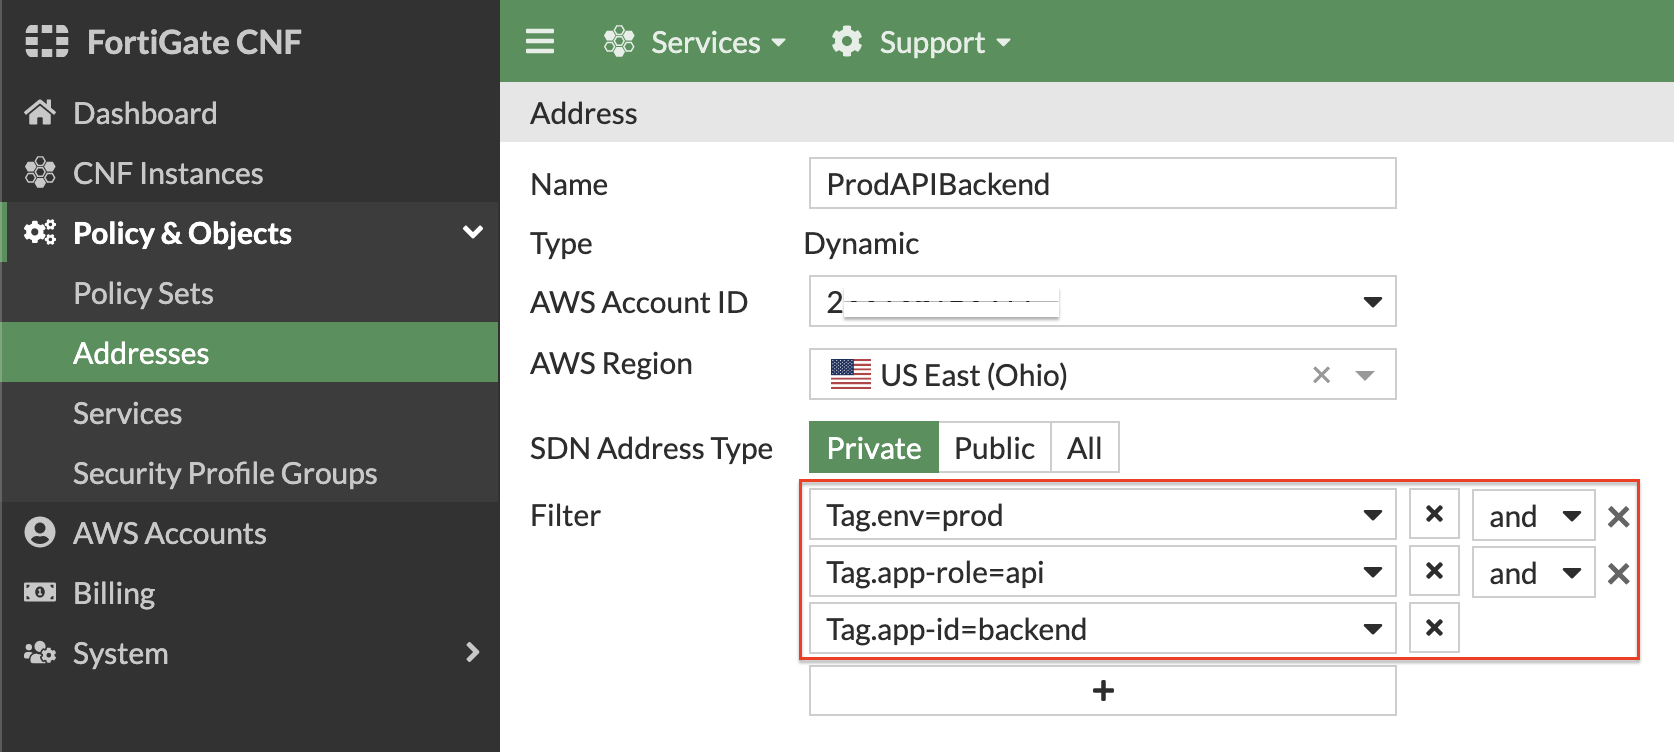 FortiGate CNF
Services
Support
Dashboard
CNF Instances
Policy & Objects
Policy Sets
Addresses
Services
Security Profile Groups
AWS Accounts
Billing
System
Address
Name ProdAPIBackend
Type Dynamic
AWS Account ID 2
AWS Region US East (Ohio)
SDN Address Type Private Public All
Filter Tag.env=prod and
Tag.app-role=api and
Tag.app-id=backend
+